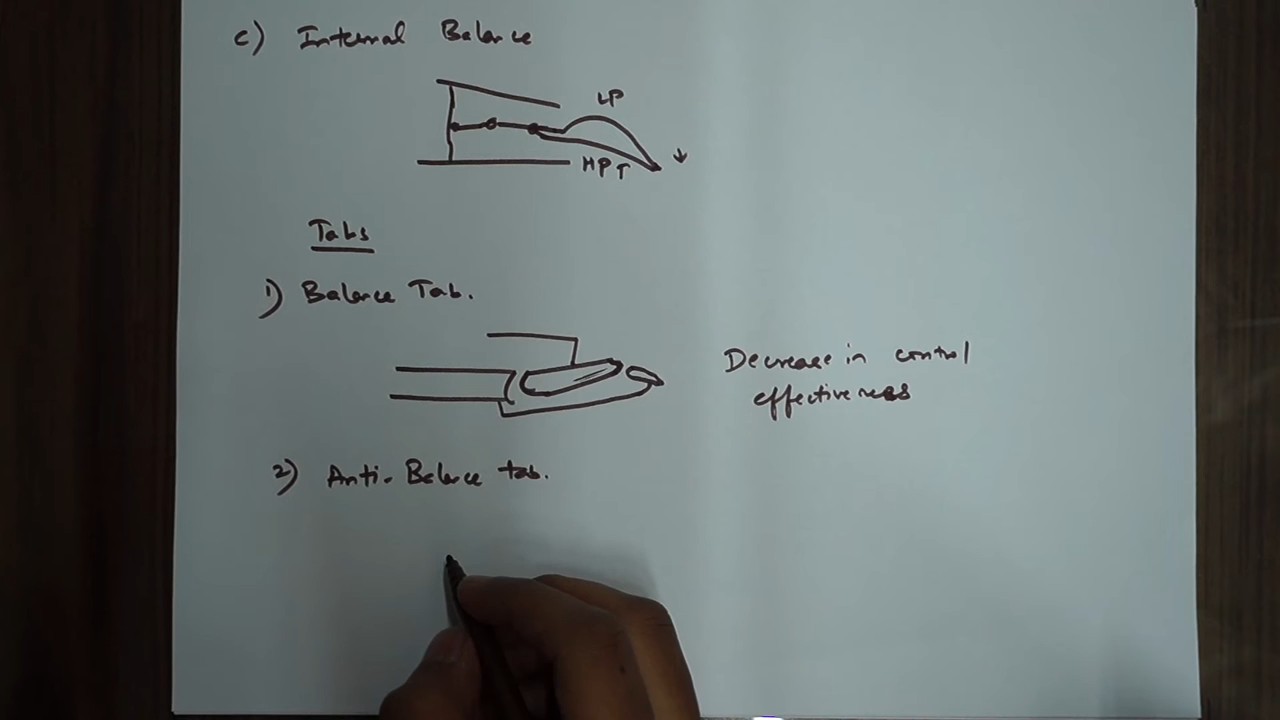 c) Internal Balance
LP
HPT
Tabs
1) Balance Tab.
Decrease in control
effectiveness
2) Anti-Balance tab.